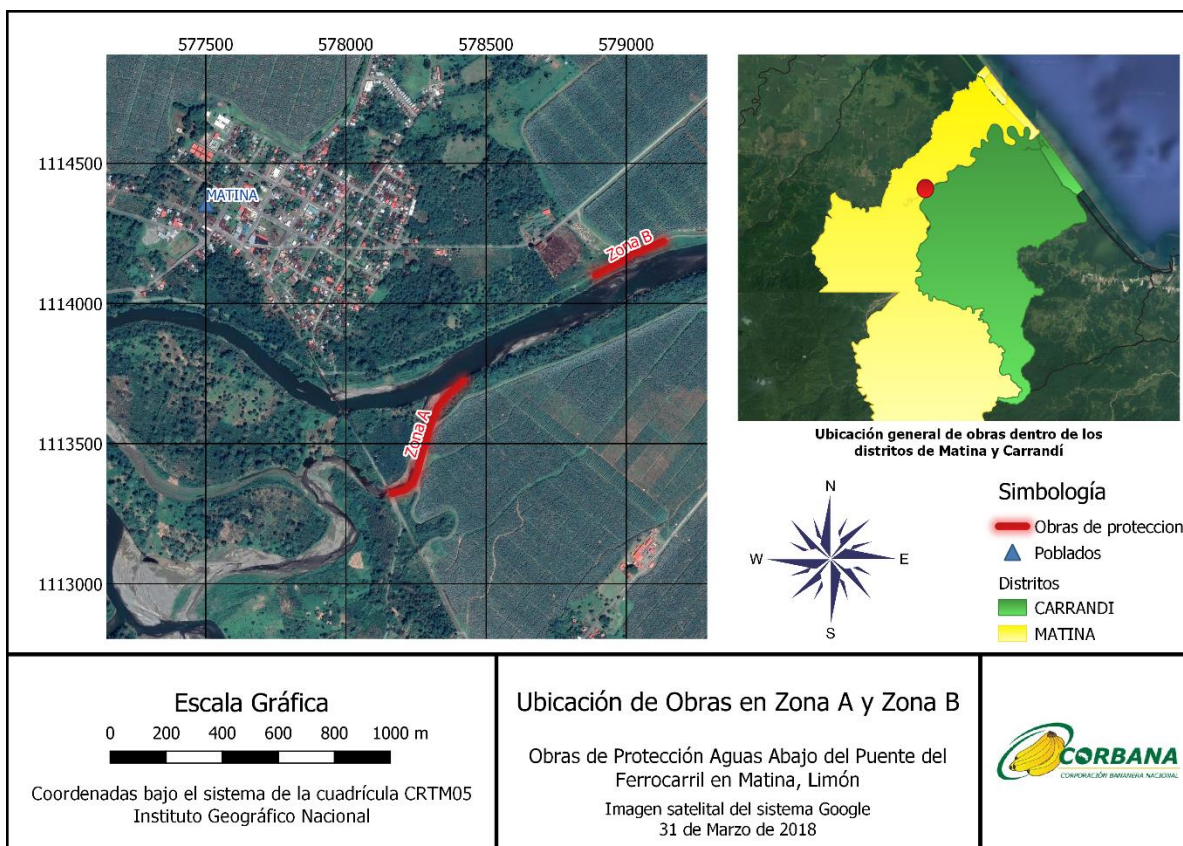 577500 578000 578500 579000
1114500
1114000
1113500
1113000
MATINA
Zona B
Zona A
Ubicación general de obras dentro de los
distritos de Matina y Carrandí
N
W E
S
Simbología
Obras de proteccion
Poblados
Distritos
CARRANDI
MATINA
Escala Gráfica
0 200 400 600 800 1000 m
Coordenadas bajo el sistema de la cuadrícula CRTM05
Instituto Geográfico Nacional
Ubicación de Obras en Zona A y Zona B
Obras de Protección Aguas Abajo del Puente del
Ferrocarril en Matina, Limón
Imagen satelital del sistema Google
31 de Marzo de 2018
CORBANA
CORPORACIÓN BANANERA NACIONAL